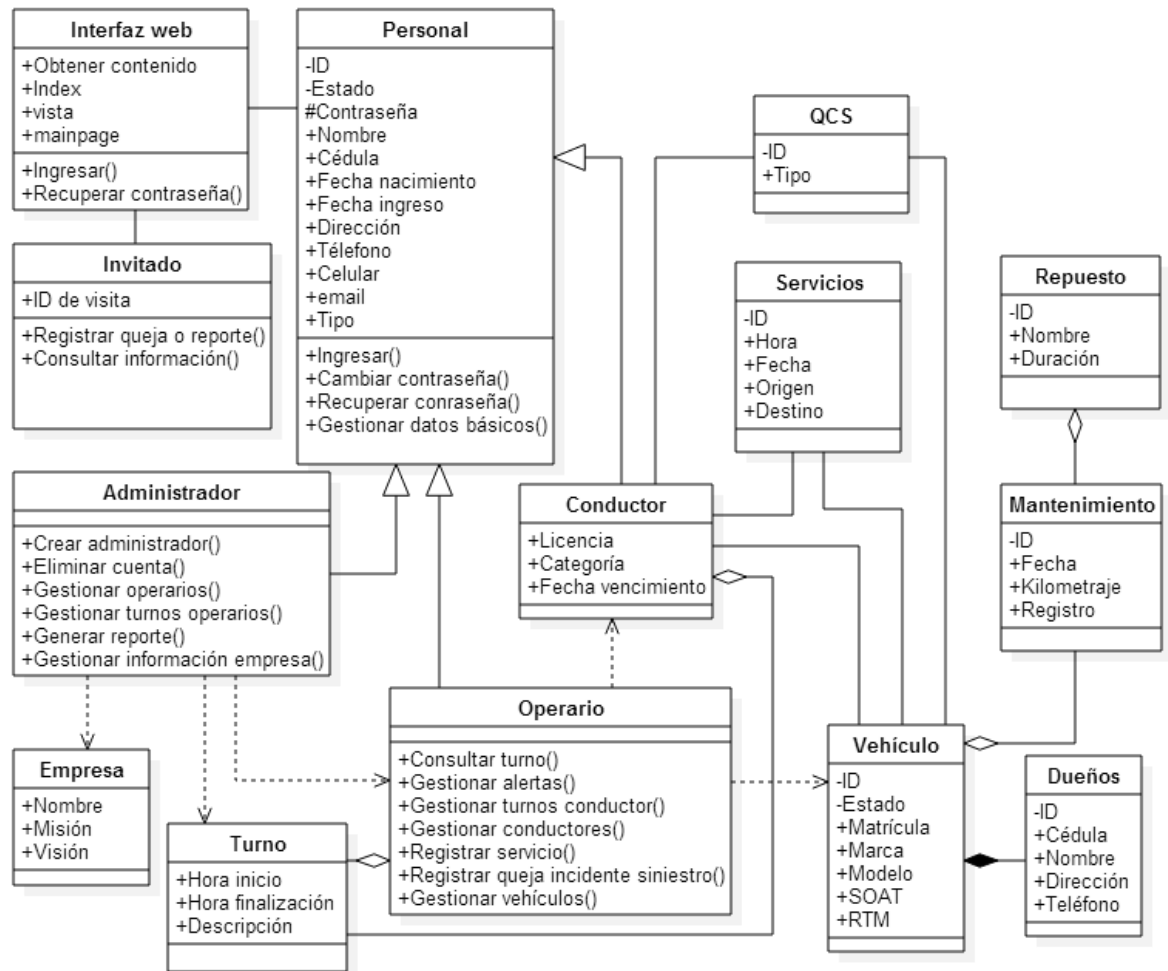 Interfaz web
+Obtener contenido
+Index
+vista
+mainpage
+Ingresar()
+Recuperar contraseña()
Personal
-ID
-Estado
#Contraseña
+Nombre
+Cédula
+Fecha nacimiento
+Fecha ingreso
+Dirección
+Télefono
+Celular
+email
+Tipo
+Ingresar()
+Cambiar contraseña()
+Recuperar conraseña()
+Gestionar datos básicos()
QCS
-ID
+Tipo
Invitado
+ID de visita
+Registrar queja o reporte()
+Consultar información()
Servicios
-ID
+Hora
+Fecha
+Origen
+Destino
Repuesto
-ID
+Nombre
+Duración
Administrador
+Crear administrador()
+Eliminar cuenta()
+Gestionar operarios()
+Gestionar turnos operarios()
+Generar reporte()
+Gestionar información empresa()
Conductor
+Licencia
+Categoría
+Fecha vencimiento
Mantenimiento
-ID
+Fecha
+Kilometraje
+Registro
Empresa
+Nombre
+Misión
+Visión
Turno
+Hora inicio
+Hora finalización
+Descripción
Operario
+Consultar turno()
+Gestionar alertas()
+Gestionar turnos conductor()
+Gestionar conductores()
+Registrar servicio()
+Registrar queja incidente siniestro()
+Gestionar vehículos()
Vehículo
-ID
-Estado
+Matrícula
+Marca
+Modelo
+SOAT
+RTM
Dueños
-ID
+Cédula
+Nombre
+Dirección
+Teléfono